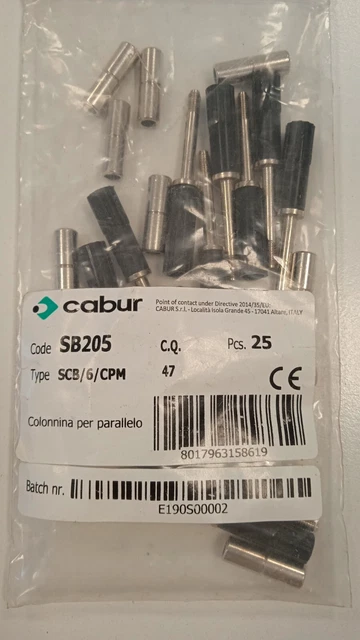 cabur
Point of contact under Directive 2014/35/EU:
CABUR S.r.l. - Località Isola Grande 45 - 17041 Altare, ITALY
Code SB205 C.Q. Pcs. 25
Type SCB/6/CPM 47 CE
Colonnina per parallelo
8017963158619
Batch nr.
E190S00002